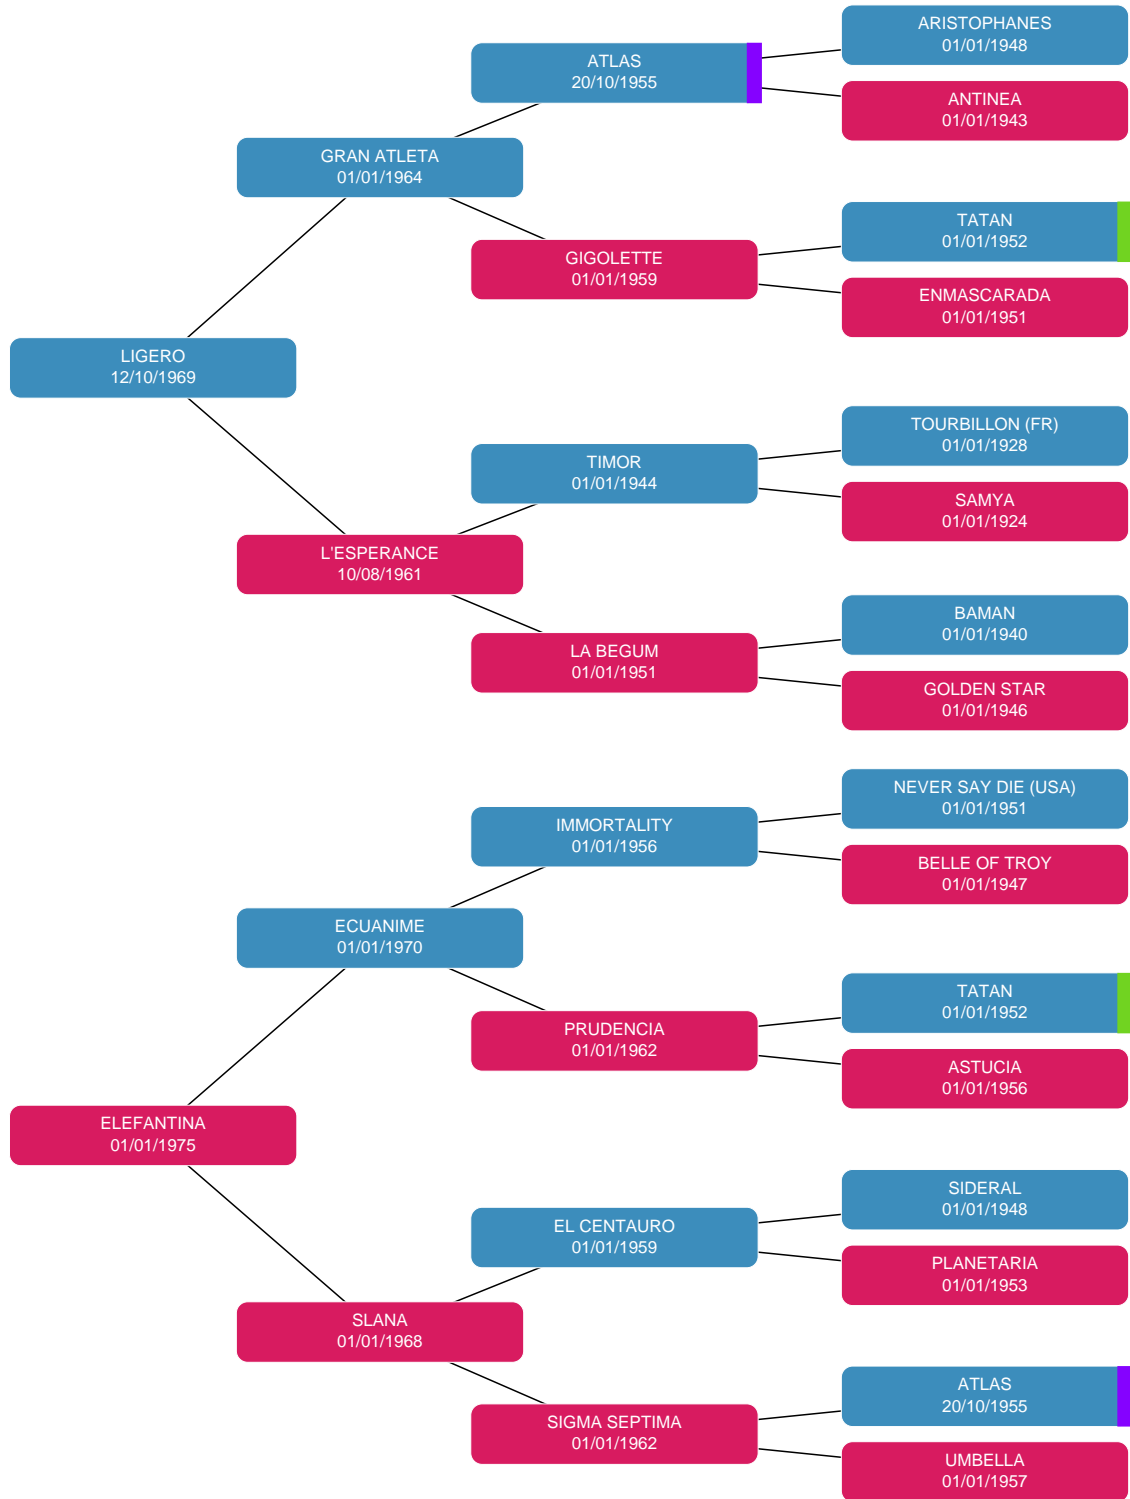 ARISTOPHANES
01/01/1948
ATLAS
20/10/1955
ANTINEA
01/01/1943
GRAN ATLETA
01/01/1964
TATAN
01/01/1952
GIGOLETTE
01/01/1959
ENMASCARADA
01/01/1951
LIGERO
12/10/1969
TOURBILLON (FR)
01/01/1928
TIMOR
01/01/1944
SAMYA
01/01/1924
L'ESPERANCE
10/08/1961
BAMAN
01/01/1940
LA BEGUM
01/01/1951
GOLDEN STAR
01/01/1946
NEVER SAY DIE (USA)
01/01/1951
IMMORTALITY
01/01/1956
BELLE OF TROY
01/01/1947
ECUANIME
01/01/1970
TATAN
01/01/1952
PRUDENCIA
01/01/1962
ASTUCIA
01/01/1956
ELEFANTINA
01/01/1975
SIDERAL
01/01/1948
EL CENTAURO
01/01/1959
PLANETARIA
01/01/1953
SLANA
01/01/1968
ATLAS
20/10/1955
SIGMA SEPTIMA
01/01/1962
UMBELLA
01/01/1957